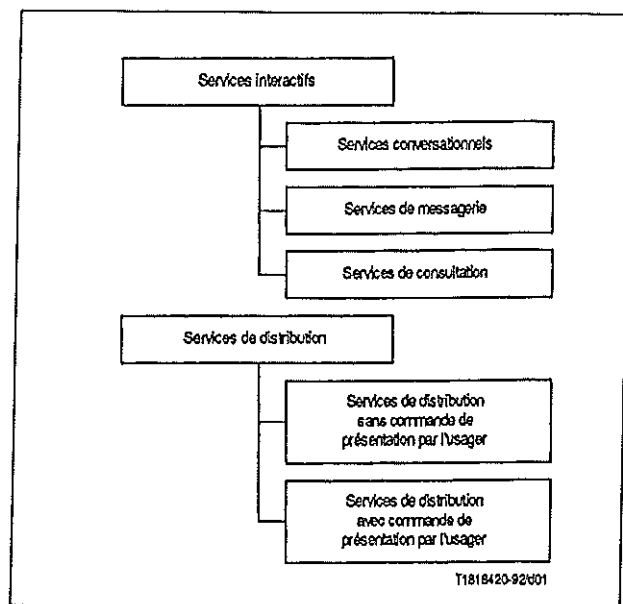 Services interactifs
Services conversationnels
Services de messagerie
Services de consultation
Services de distribution
Services de distribution
sans commande de
présentation par l'usager
Services de distribution
avec commande de
présentation par l'usager
T1818420-92/d01